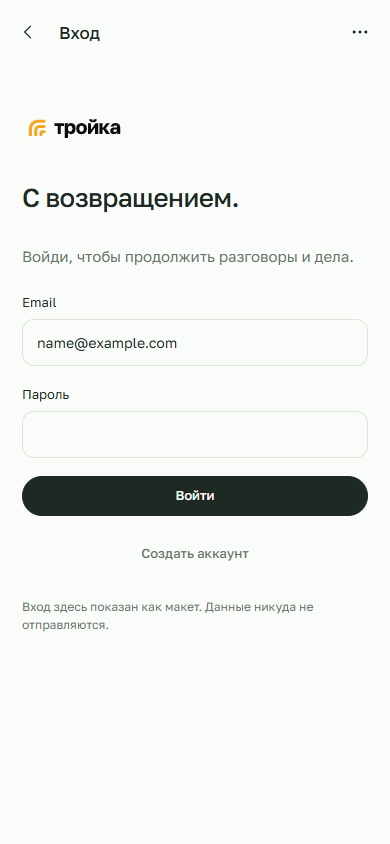 Вход
тройка
С возвращением.
Войди, чтобы продолжить разговоры и дела.
Email
name@example.com
Пароль
Войти
Создать аккаунт
Вход здесь показан как макет. Данные никуда не
отправляются.